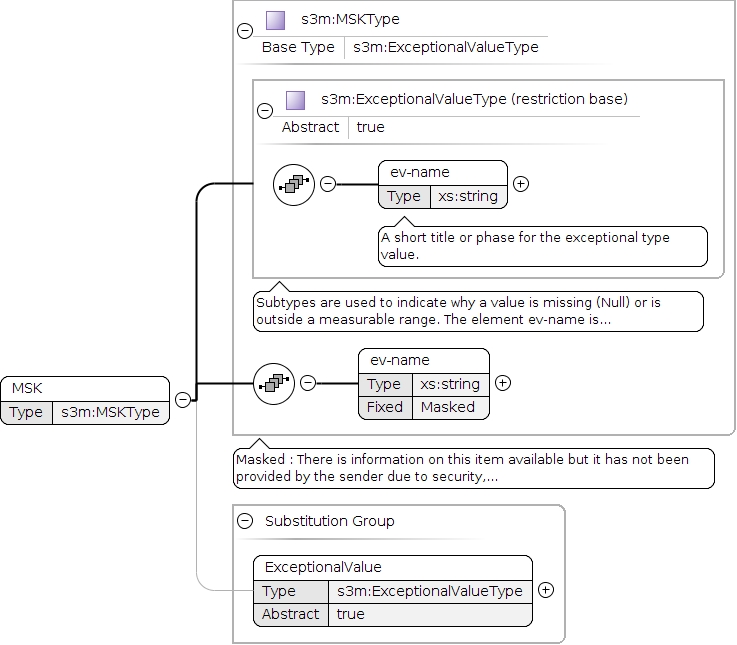 s3m:MSKType
Base Type s3m:ExceptionalValueType
s3m:ExceptionalValueType (restriction base)
Abstract true
ev-name
Type xs:string
A short title or phase for the exceptional type
value.
Subtypes are used to indicate why a value is missing (Null) or is
outside a measurable range. The element ev-name is...
ev-name
Type xs:string
Fixed Masked
MSK
Type s3m:MSKType
Masked : There is information on this item available but it has not been
provided by the sender due to security,...
Substitution Group
ExceptionalValue
Type s3m:ExceptionalValueType
Abstract true